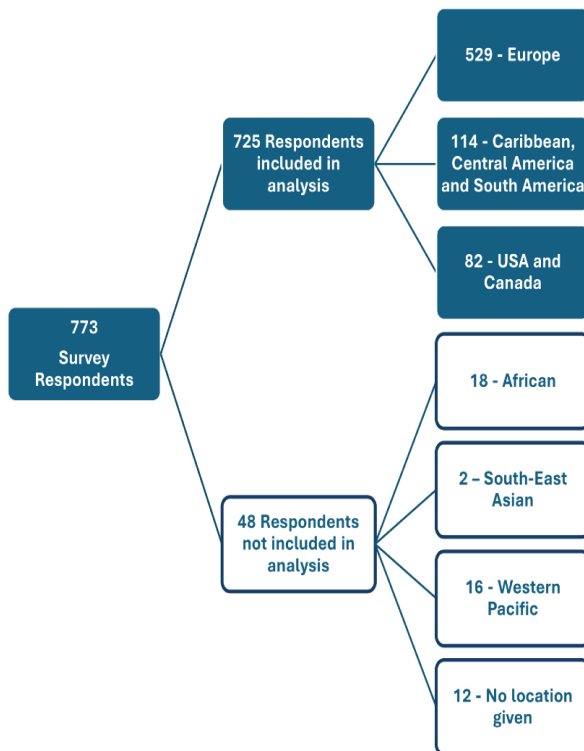 529 - Europe
725 Respondents
included in
analysis
114 - Caribbean,
Central America
and South America
82 - USA and
Canada
773
Survey
Respondents
18 - African
2 – South-East
Asian
48 Respondents
not included in
analysis
16 - Western
Pacific
12 - No location
given